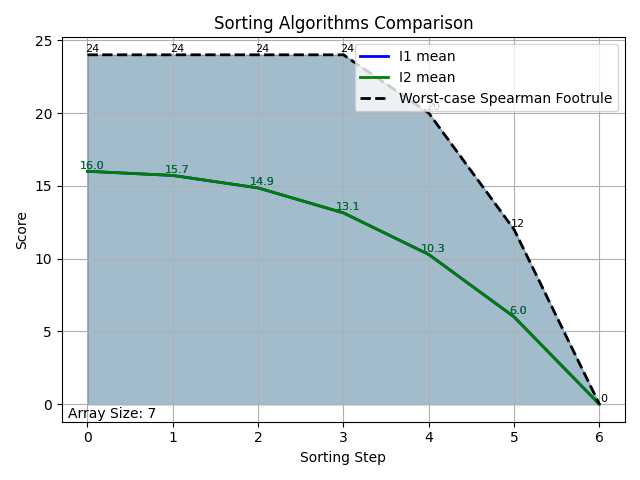 Sorting Algorithms Comparison
I1 mean
I2 mean
Worst-case Spearman Footrule
24
24
24
24
20
12
0
16.0
15.7
14.9
13.1
10.3
6.0
25
20
15
10
5
0
Score
Array Size: 7
0 1 2 3 4 5 6
Sorting Step